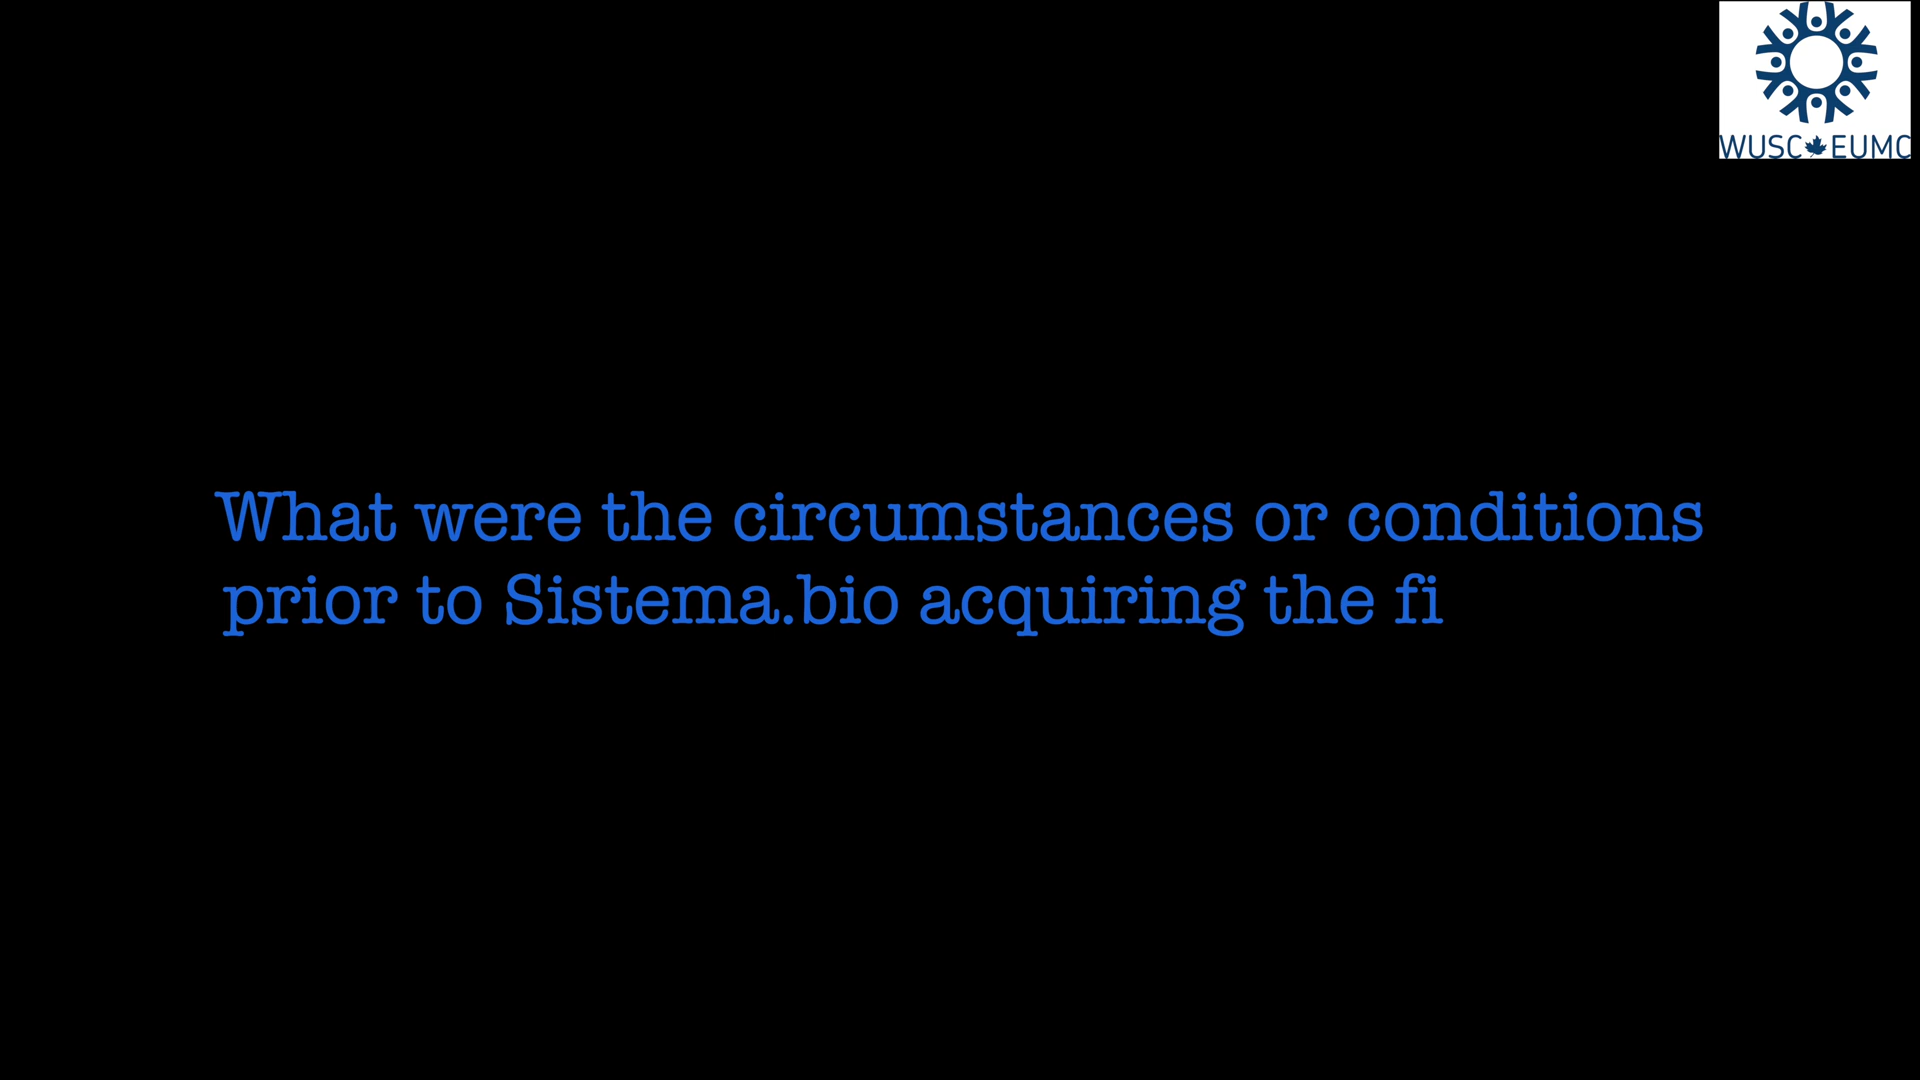 WUSC EUMC
What were the circumstances or conditions
prior to Sistema.bio acquiring the fi